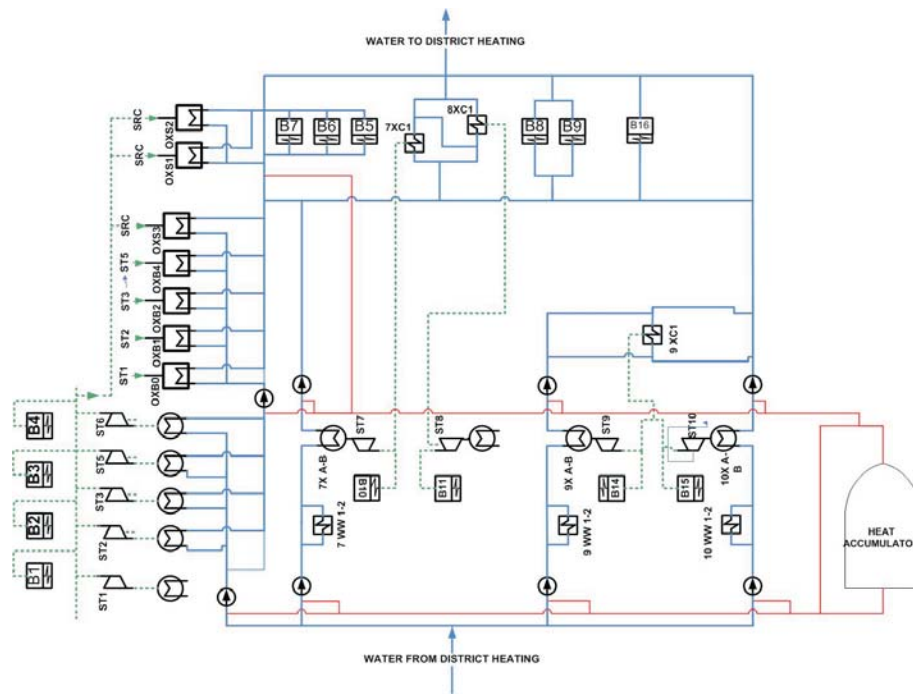 WATER TO DISTRICT HEATING
SRC
OXS2
SRC
OXS1
B7
B6
B5
7XC1
8XC1
B8
B9
B16
SRC
OXS3
ST5
OXB4
ST3
OXB2
ST2
OXB1
ST1
OXB0
9 XC1
B4
ST6
B3
ST5
B2
ST3
ST2
B1
ST1
ST7
7X A-B
B10
7 WW 1-2
ST8
B11
ST9
9X A-B
B14
9 WW 1-2
ST10
10X A-
B
B15
10 WW 1-2
HEAT
ACCUMULATO
WATER FROM DISTRICT HEATING